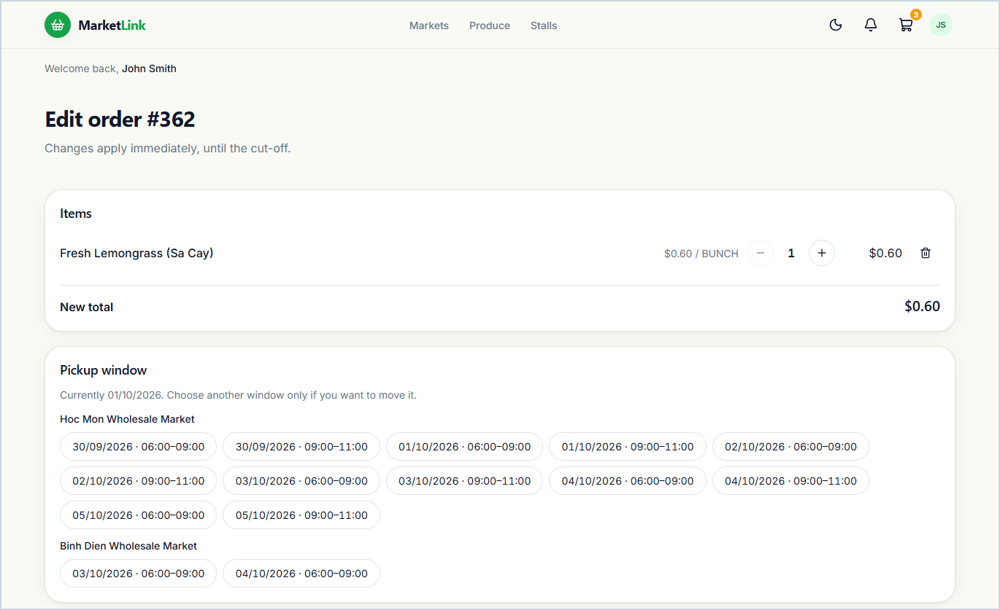 MarketLink
Markets Produce Stalls
3
JS
Welcome back, John Smith
Edit order #362
Changes apply immediately, until the cut-off.
Items
Fresh Lemongrass (Sa Cay) $0.60 / BUNCH − 1 + $0.60
New total $0.60
Pickup window
Currently 01/10/2026. Choose another window only if you want to move it.
Hoc Mon Wholesale Market
30/09/2026 · 06:00–09:00 30/09/2026 · 09:00–11:00 01/10/2026 · 06:00–09:00 01/10/2026 · 09:00–11:00 02/10/2026 · 06:00–09:00
02/10/2026 · 09:00–11:00 03/10/2026 · 06:00–09:00 03/10/2026 · 09:00–11:00 04/10/2026 · 06:00–09:00 04/10/2026 · 09:00–11:00
05/10/2026 · 06:00–09:00 05/10/2026 · 09:00–11:00
Binh Dien Wholesale Market
03/10/2026 · 06:00–09:00 04/10/2026 · 06:00–09:00